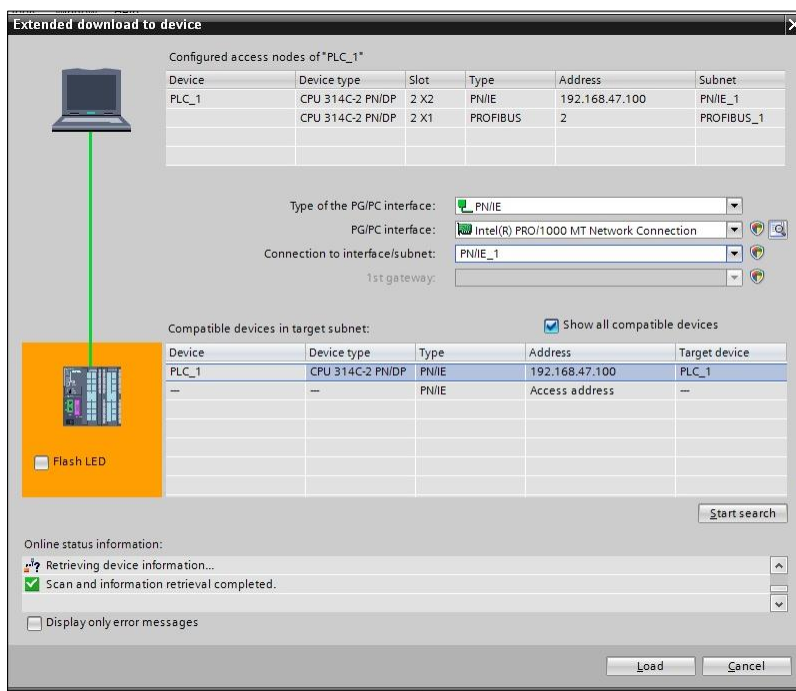 Extended download to device
Configured access nodes of "PLC_1"
Device Device type Slot Type Address Subnet
PLC_1 CPU 314C-2 PN/DP 2 X2 PN/IE 192.168.47.100 PN/IE_1
CPU 314C-2 PN/DP 2 X1 PROFIBUS 2 PROFIBUS_1
Type of the PG/PC interface: PN/IE
PG/PC interface: Intel(R) PRO/1000 MT Network Connection
Connection to interface/subnet: PN/IE_1
1st gateway:
Compatible devices in target subnet: Show all compatible devices
Device Device type Type Address Target device
PLC_1 CPU 314C-2 PN/DP PN/IE 192.168.47.100 PLC_1
— — PN/IE Access address —
Flash LED
Start search
Online status information:
Retrieving device information...
Scan and information retrieval completed.
Display only error messages
Load Cancel